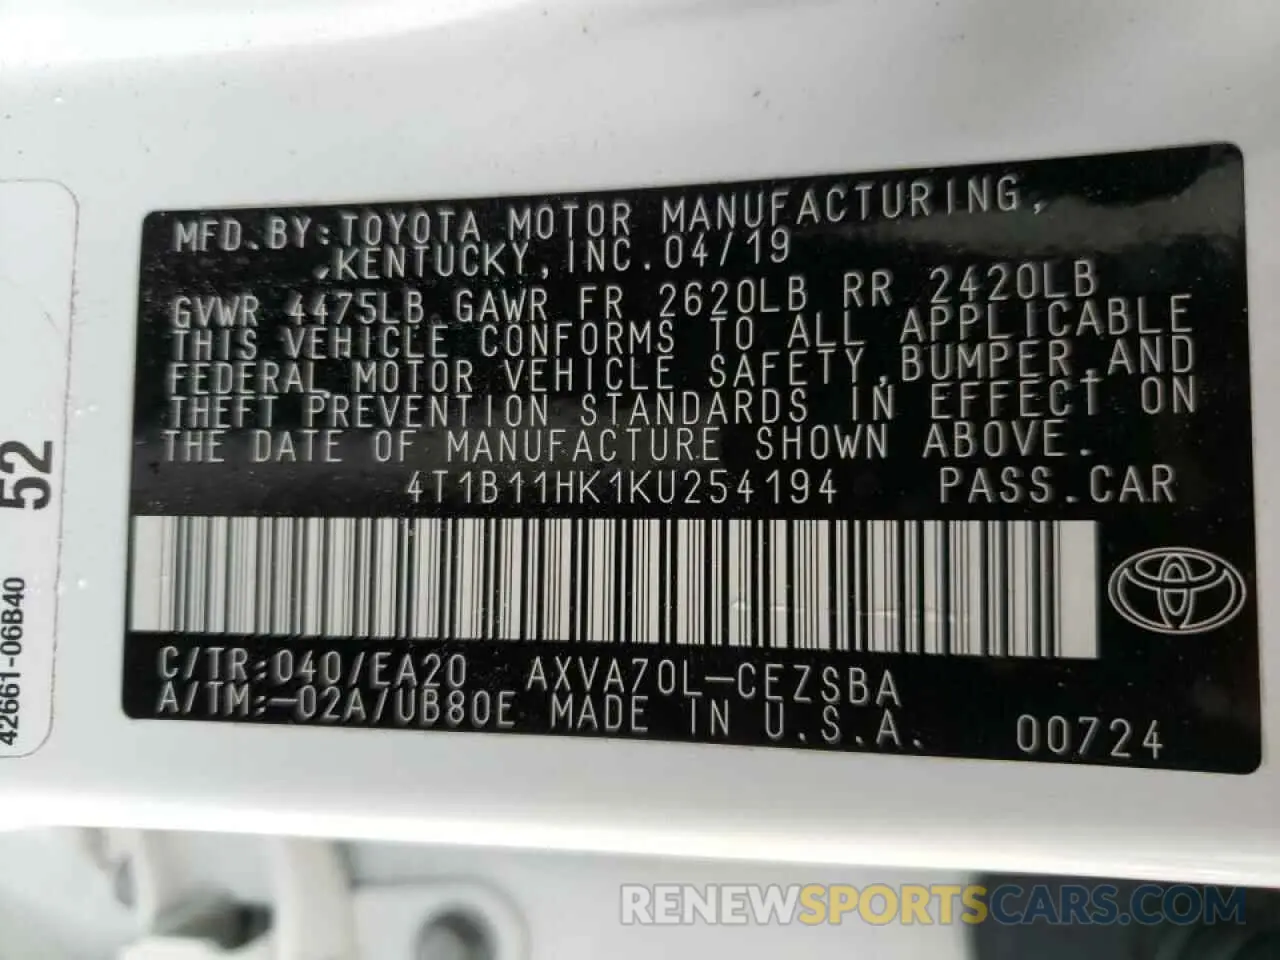 MFD.BY:TOYOTA MOTOR MANUFACTURING,
KENTUCKY,INC.04/19
GVWR 4475LB GAWR FR 2620LB RR 2420LB
THIS VEHICLE CONFORMS TO ALL APPLICABLE
FEDERAL MOTOR VEHICLE SAFETY,BUMPER,AND
THEFT PREVENTION STANDARDS IN EFFECT ON
THE DATE OF MANUFACTURE SHOWN ABOVE.
4T1B11HK1KU254194 PASS.CAR
C/TR:040/EA20 AXVA70L-CEZSBA
A/TM:-02A/UB80E MADE IN U.S.A. 00724
52
42661-06B40
RENEWSPORTSCARS.COM